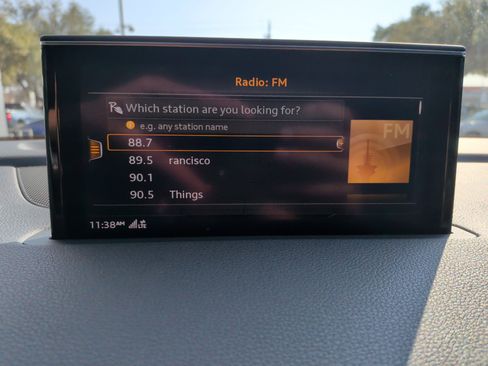 Radio: FM
Which station are you looking for?
e.g. any station name
FM
88.7
89.5 rancisco
90.1
90.5 Things
11:38AM LTE